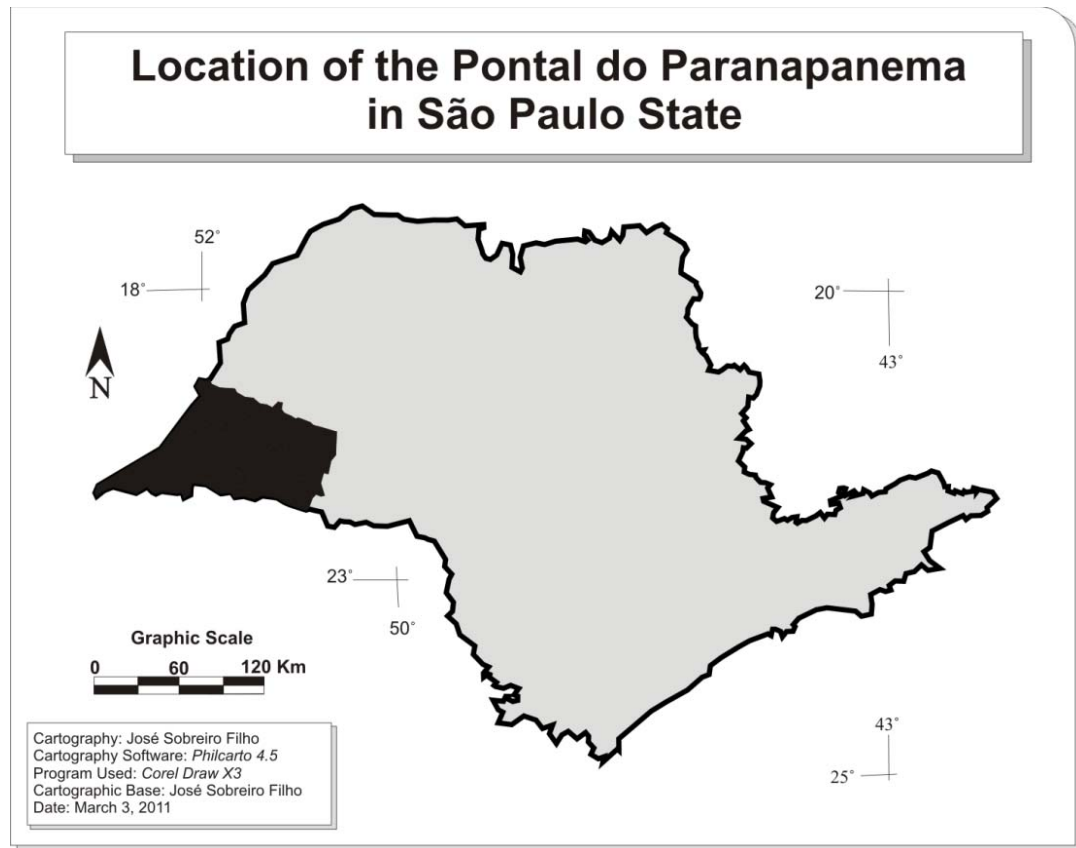 Location of the Pontal do Paranapanema
in São Paulo State
52°
18°
20°
43°
N
23°
50°
Graphic Scale
0 60 120 Km
43°
25°
Cartography: José Sobreiro Filho
Cartography Software: Philcarto 4.5
Program Used: Corel Draw X3
Cartographic Base: José Sobreiro Filho
Date: March 3, 2011